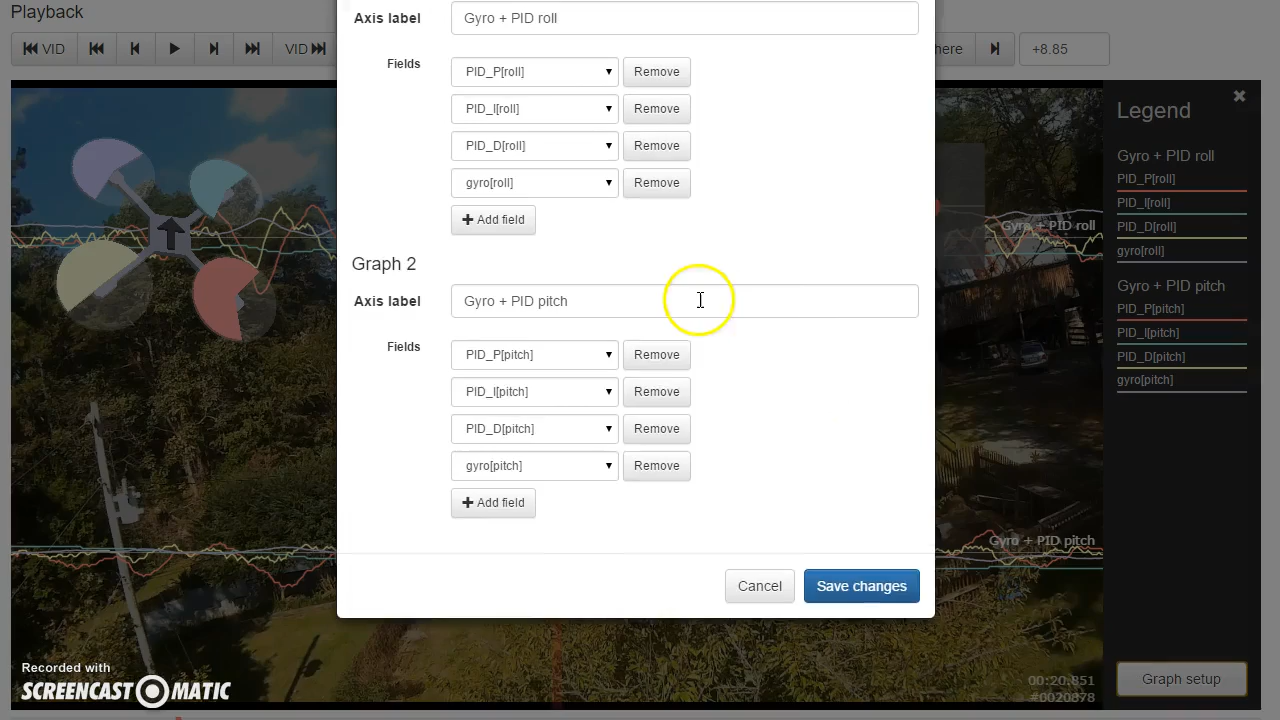 Playback
VID
VID
here
+8.85
Axis label
Gyro + PID roll
Fields
PID_P[roll]
Remove
PID_I[roll]
Remove
PID_D[roll]
Remove
gyro[roll]
Remove
Add field
Graph 2
Axis label
Gyro + PID pitch
Fields
PID_P[pitch]
Remove
PID_I[pitch]
Remove
PID_D[pitch]
Remove
gyro[pitch]
Remove
Add field
Cancel
Save changes
Gyro + PID roll
Gyro + PID pitch
Legend
Gyro + PID roll
PID_P[roll]
PID_I[roll]
PID_D[roll]
gyro[roll]
Gyro + PID pitch
PID_P[pitch]
PID_I[pitch]
PID_D[pitch]
gyro[pitch]
Graph setup
00:20.851
#0020878
Recorded with
SCREENCAST-O-MATIC